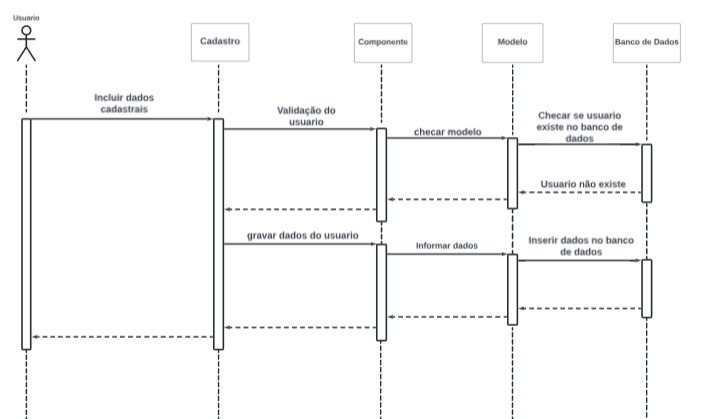 Usuario
Cadastro
Componente
Modelo
Banco de Dados
Incluir dados
cadastrais
Validação do
usuario
checar modelo
Checar se usuario
existe no banco de
dados
Usuario não existe
gravar dados do usuario
Informar dados
Inserir dados no banco
de dados